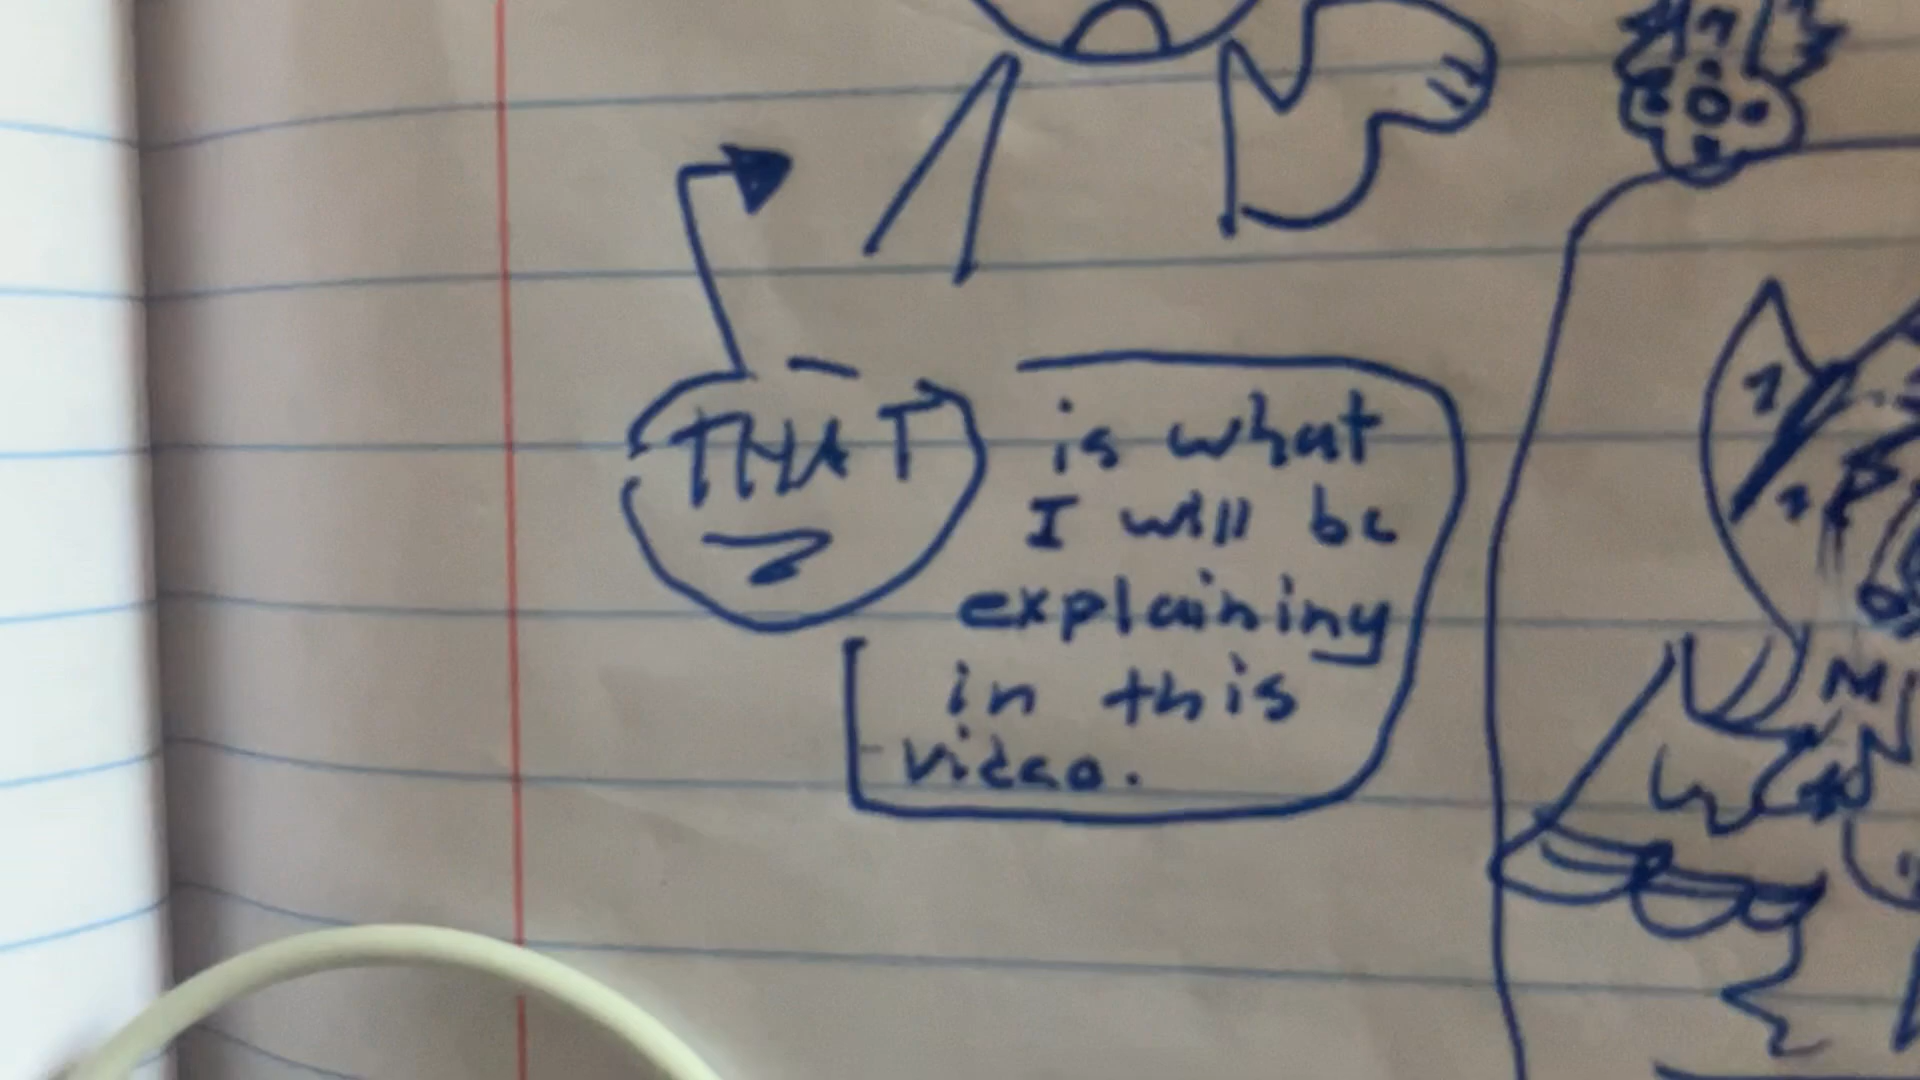 THAT is what
I will be
explaining
in this
video.